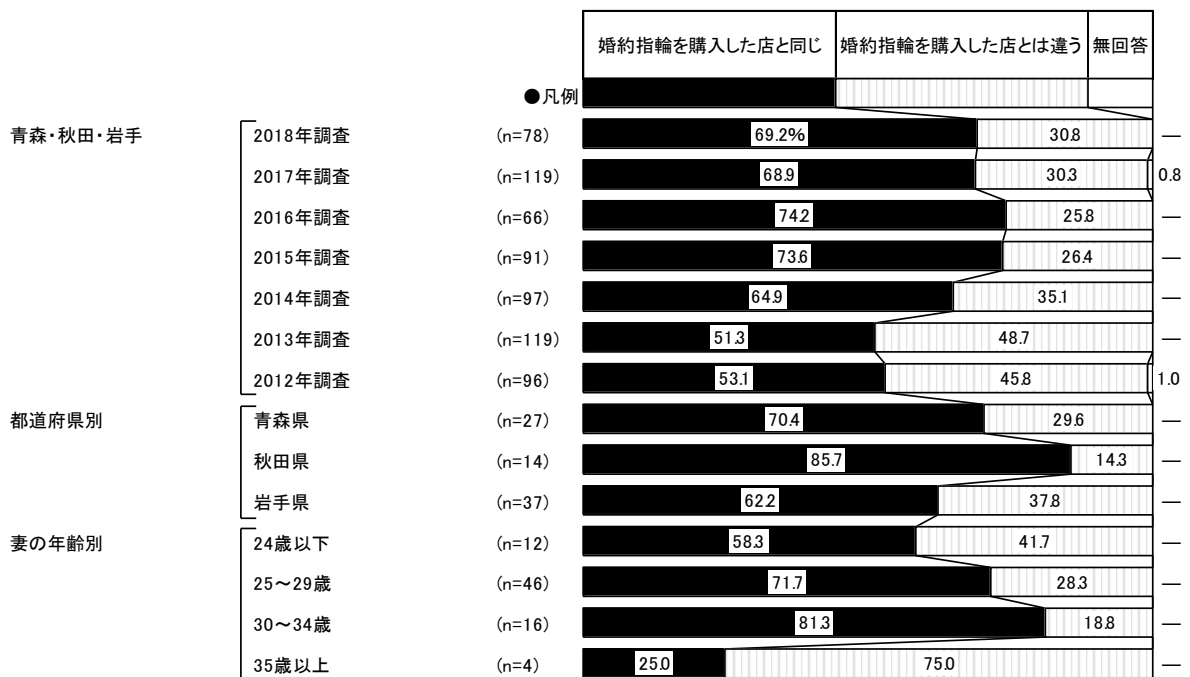 婚約指輪を購入した店と同じ 婚約指輪を購入した店とは違う 無回答
●凡例
青森・秋田・岩手 2018年調査 (n=78) 69.2% 30.8 —
2017年調査 (n=119) 68.9 30.3 0.8
2016年調査 (n=66) 74.2 25.8 —
2015年調査 (n=91) 73.6 26.4 —
2014年調査 (n=97) 64.9 35.1 —
2013年調査 (n=119) 51.3 48.7 —
2012年調査 (n=96) 53.1 45.8 1.0
都道府県別 青森県 (n=27) 70.4 29.6 —
秋田県 (n=14) 85.7 14.3 —
岩手県 (n=37) 62.2 37.8 —
妻の年齢別 24歳以下 (n=12) 58.3 41.7 —
25～29歳 (n=46) 71.7 28.3 —
30～34歳 (n=16) 81.3 18.8 —
35歳以上 (n=4) 25.0 75.0 —